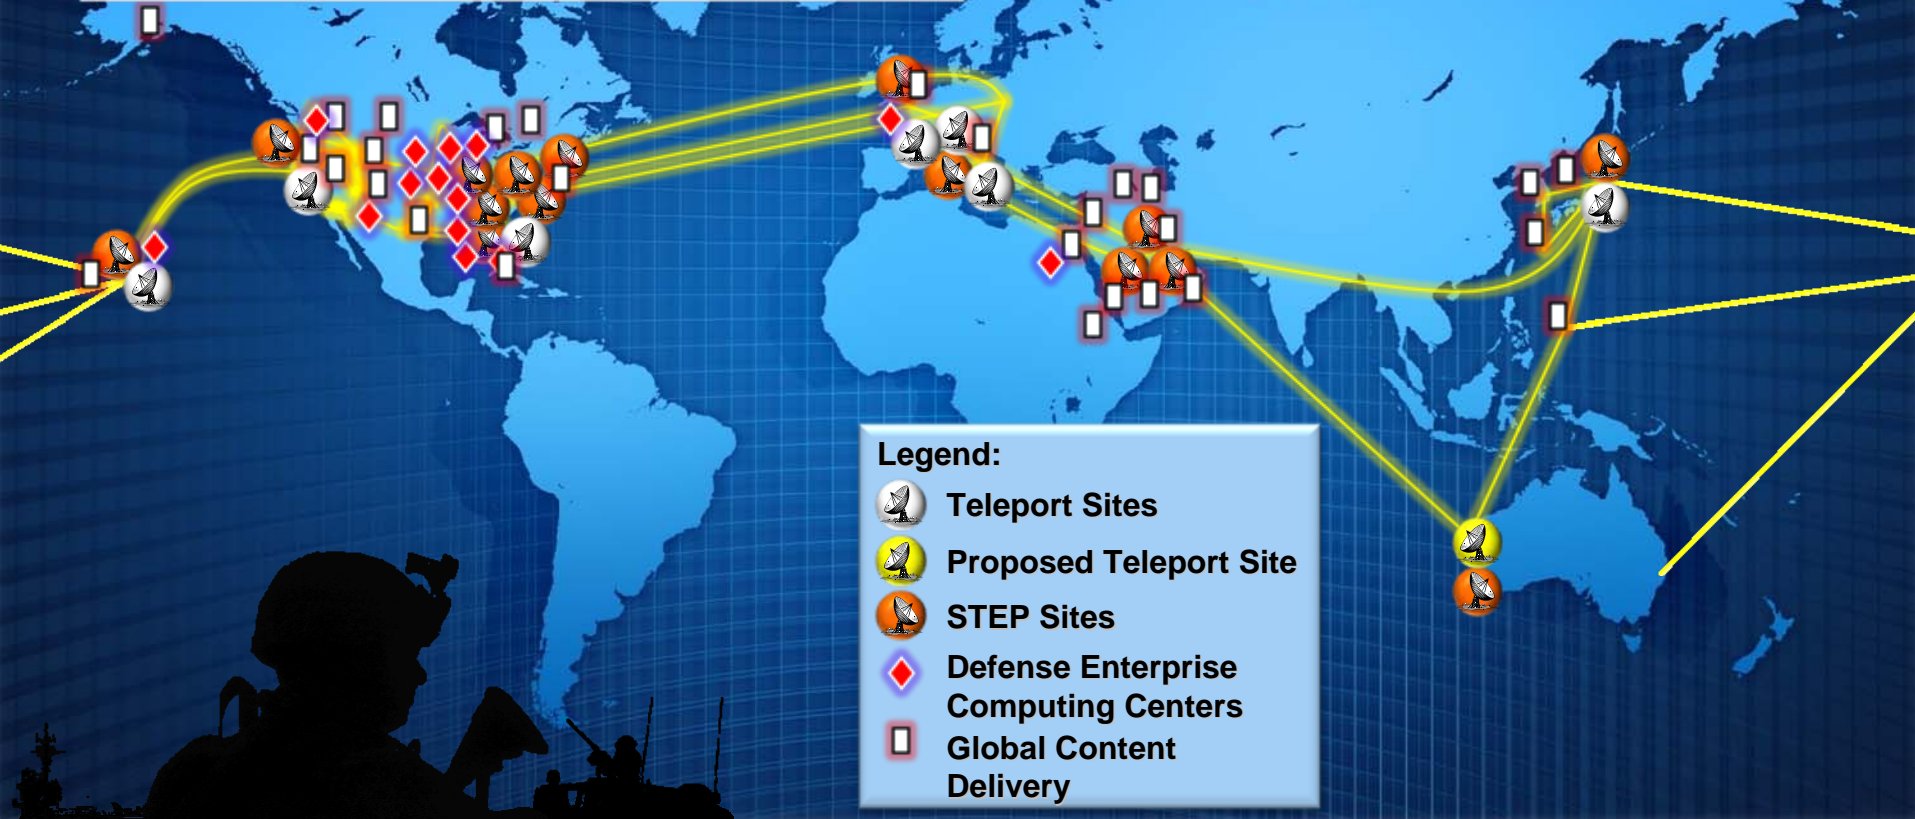 Legend:
Teleport Sites
Proposed Teleport Site
STEP Sites
Defense Enterprise
Computing Centers
Global Content
Delivery